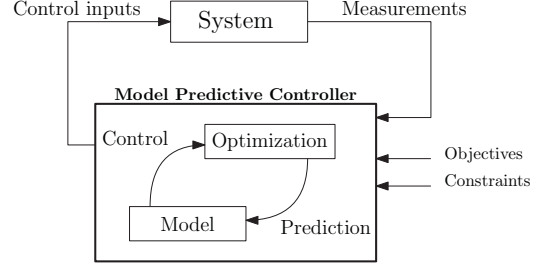 Control inputs
System
Measurements
Model Predictive Controller
Control
Optimization
Objectives
Constraints
Model
Prediction